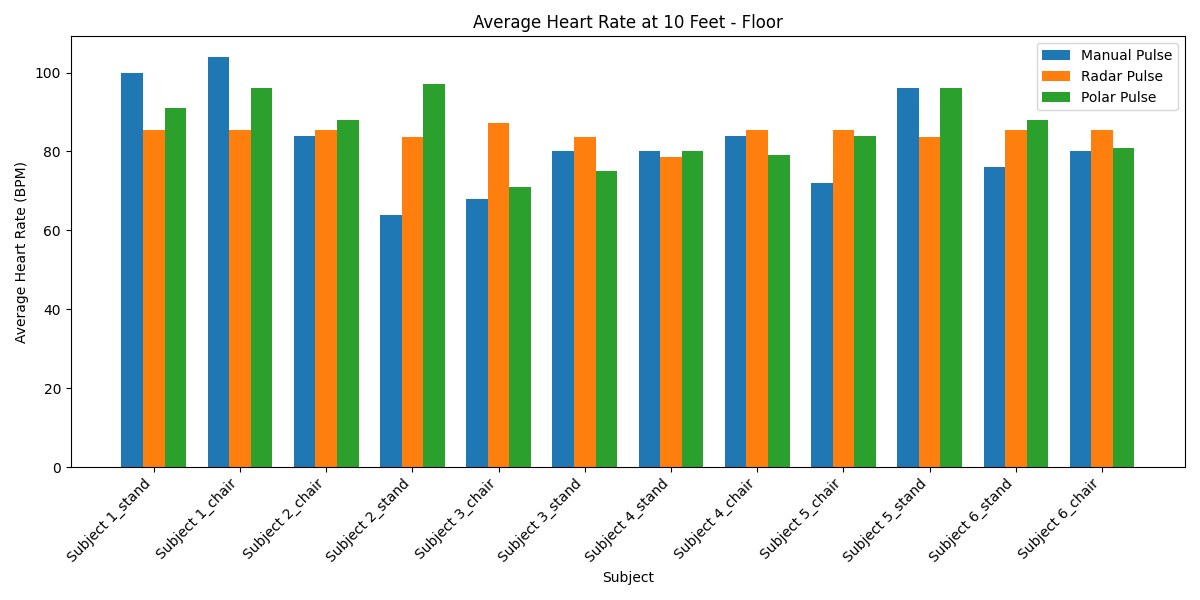 Average Heart Rate at 10 Feet - Floor
Manual Pulse
Radar Pulse
Polar Pulse
Average Heart Rate (BPM)
100
80
60
40
20
0
Subject 1_stand
Subject 1_chair
Subject 2_chair
Subject 2_stand
Subject 3_chair
Subject 3_stand
Subject 4_stand
Subject 4_chair
Subject 5_chair
Subject 5_stand
Subject 6_stand
Subject 6_chair
Subject